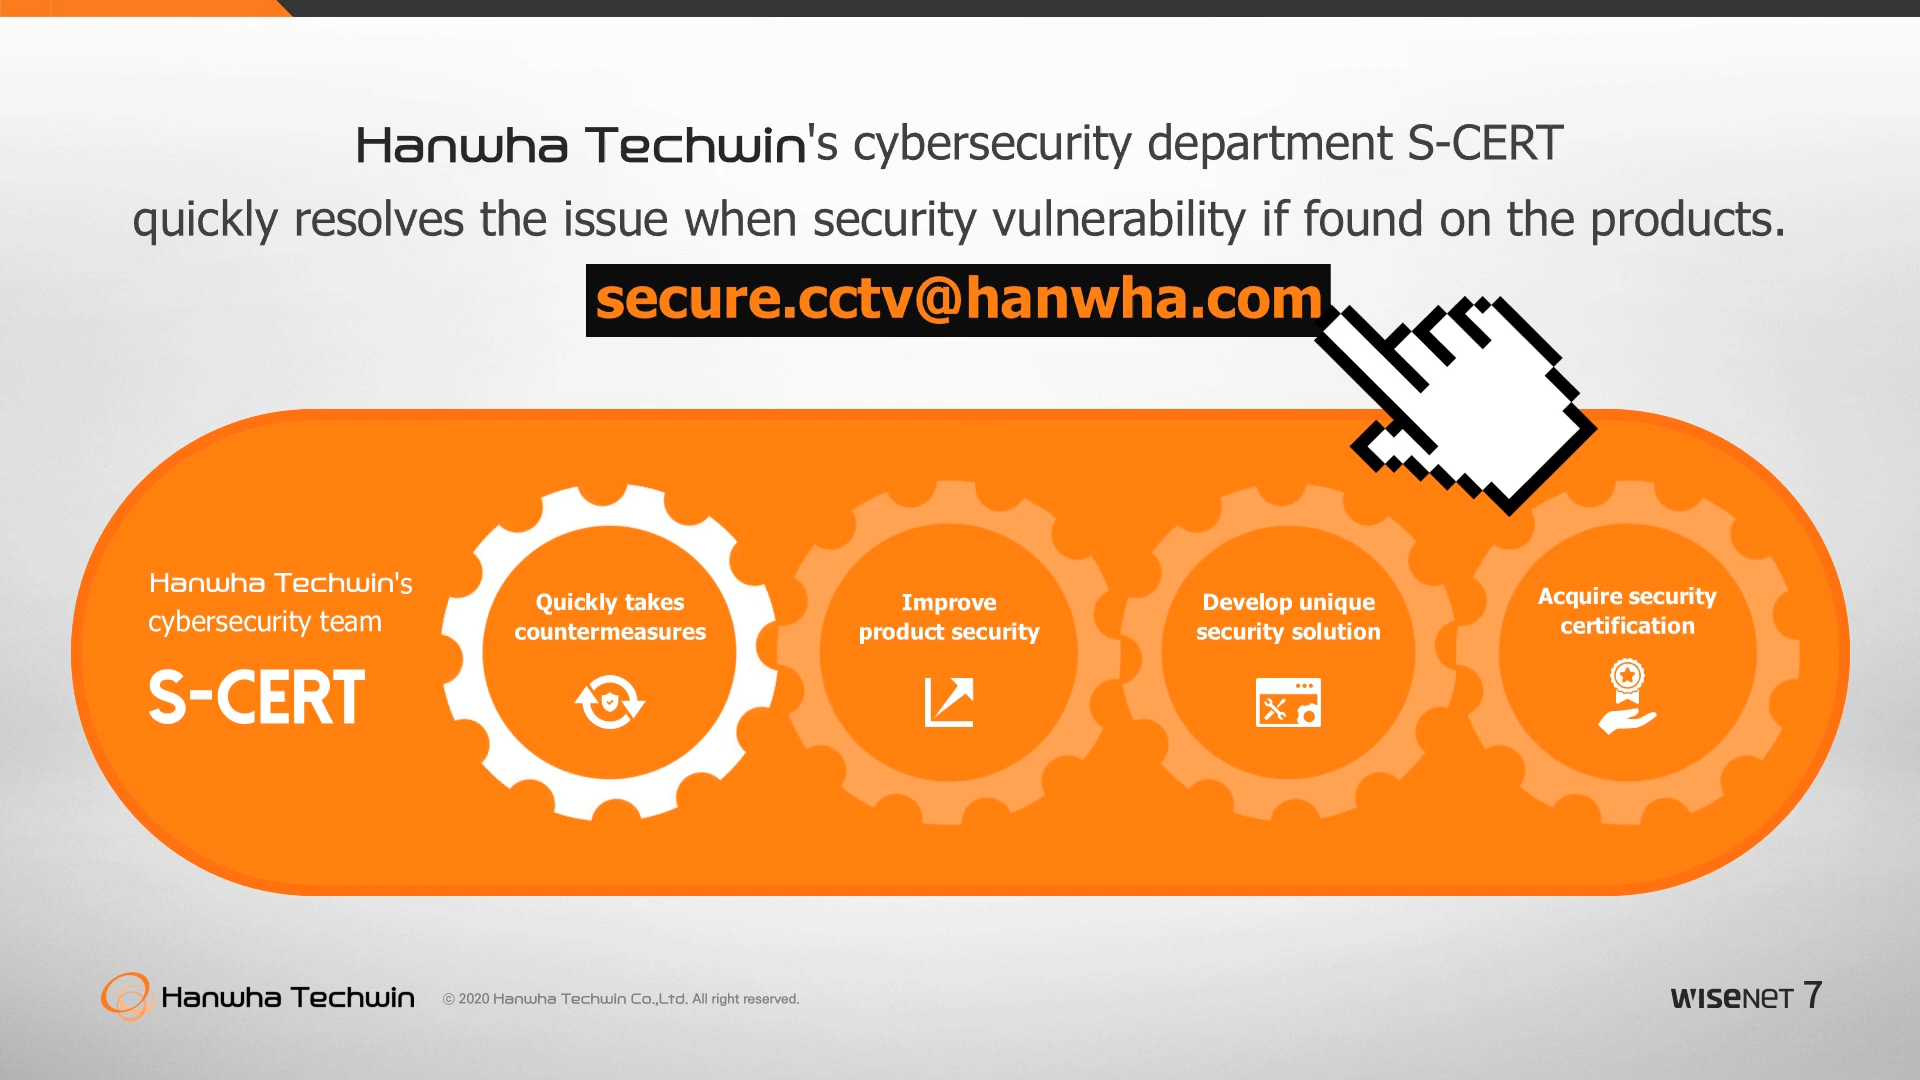 Hanwha Techwin's cybersecurity department S-CERT
quickly resolves the issue when security vulnerability if found on the products.
secure.cctv@hanwha.com
Hanwha Techwin's
cybersecurity team
S-CERT
Quickly takes
countermeasures
Improve
product security
Develop unique
security solution
Acquire security
certification
Hanwha Techwin
© 2020 Hanwha Techwin Co.,Ltd. All right reserved.
WISENET 7